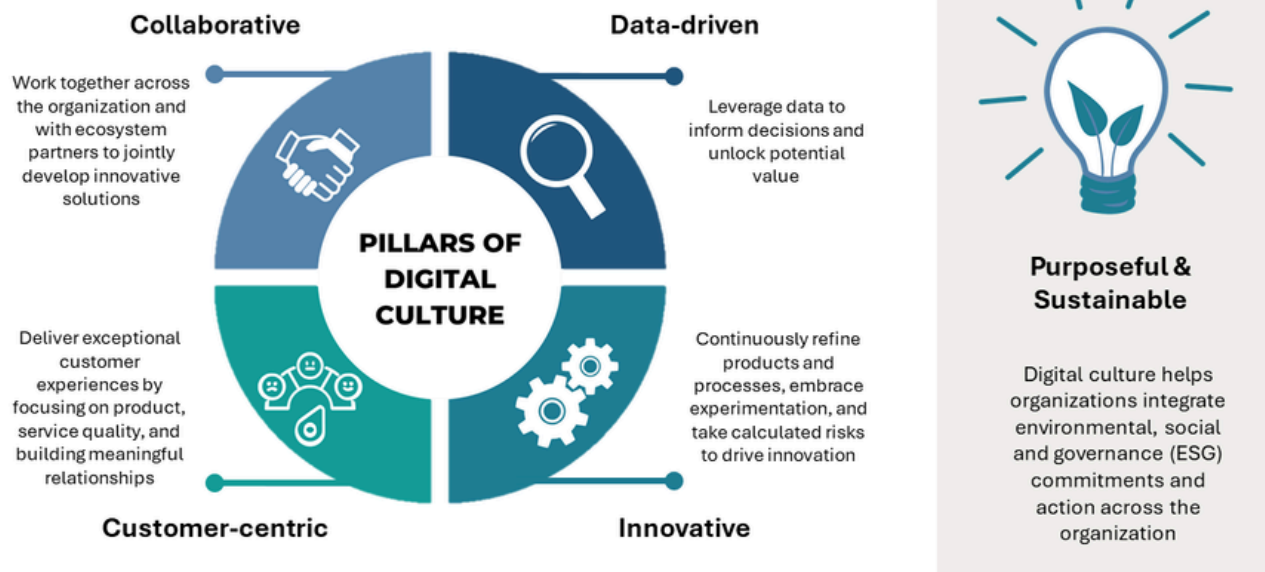 Collaborative
Work together across
the organization and
with ecosystem
partners to jointly
develop innovative
solutions
Data-driven
Leverage data to
inform decisions and
unlock potential
value
PILLARS OF
DIGITAL
CULTURE
Deliver exceptional
customer
experiences by
focusing on product,
service quality, and
building meaningful
relationships
Customer-centric
Continuously refine
products and
processes, embrace
experimentation, and
take calculated risks
to drive innovation
Innovative
Purposeful &
Sustainable
Digital culture helps
organizations integrate
environmental, social
and governance (ESG)
commitments and
action across the
organization